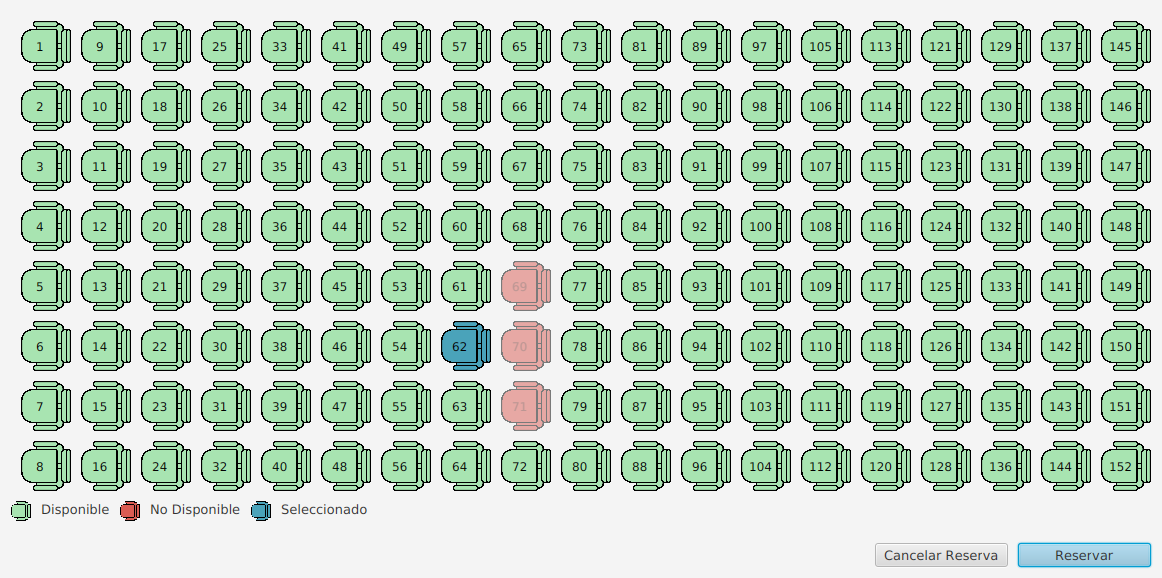 1 9 17 25 33 41 49 57 65 73 81 89 97 105 113 121 129 137 145
2 10 18 26 34 42 50 58 66 74 82 90 98 106 114 122 130 138 146
3 11 19 27 35 43 51 59 67 75 83 91 99 107 115 123 131 139 147
4 12 20 28 36 44 52 60 68 76 84 92 100 108 116 124 132 140 148
5 13 21 29 37 45 53 61 69 77 85 93 101 109 117 125 133 141 149
6 14 22 30 38 46 54 62 70 78 86 94 102 110 118 126 134 142 150
7 15 23 31 39 47 55 63 71 79 87 95 103 111 119 127 135 143 151
8 16 24 32 40 48 56 64 72 80 88 96 104 112 120 128 136 144 152
Disponible No Disponible Seleccionado
Cancelar Reserva Reservar